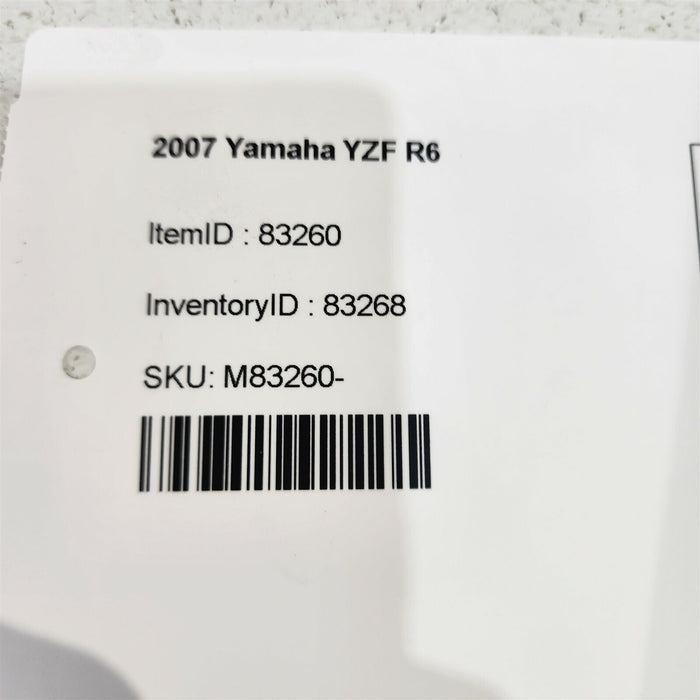 2007 Yamaha YZF R6
ItemID : 83260
InventoryID : 83268
SKU: M83260-